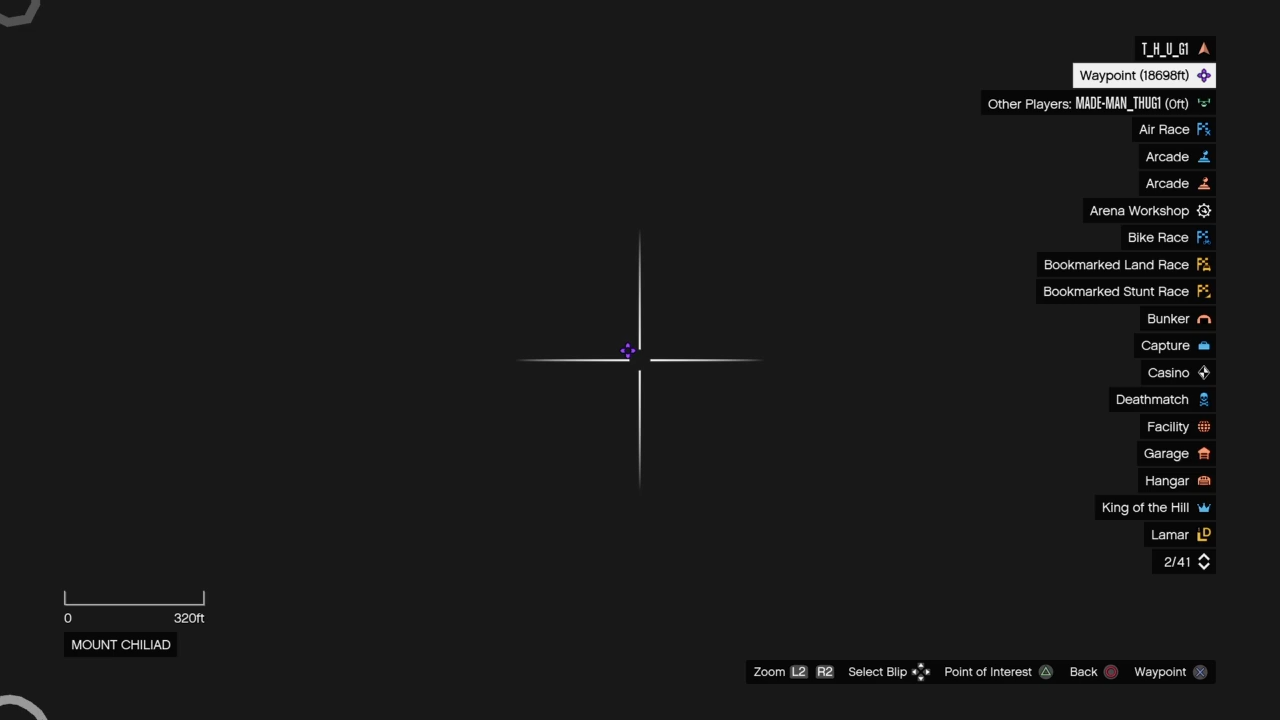 T_H_U_G1
Waypoint (18698ft)
Other Players: MADE-MAN_THUG1 (0ft)
Air Race
Arcade
Arcade
Arena Workshop
Bike Race
Bookmarked Land Race
Bookmarked Stunt Race
Bunker
Capture
Casino
Deathmatch
Facility
Garage
Hangar
King of the Hill
Lamar LD
2/41
0 320ft
MOUNT CHILIAD
Zoom L2 R2 Select Blip Point of Interest Back Waypoint